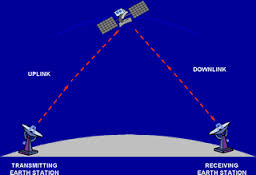 DOWNLINK
UPLINK
TRANSMITTING
EARTH STATION
RECEIVING
EARTH STATION